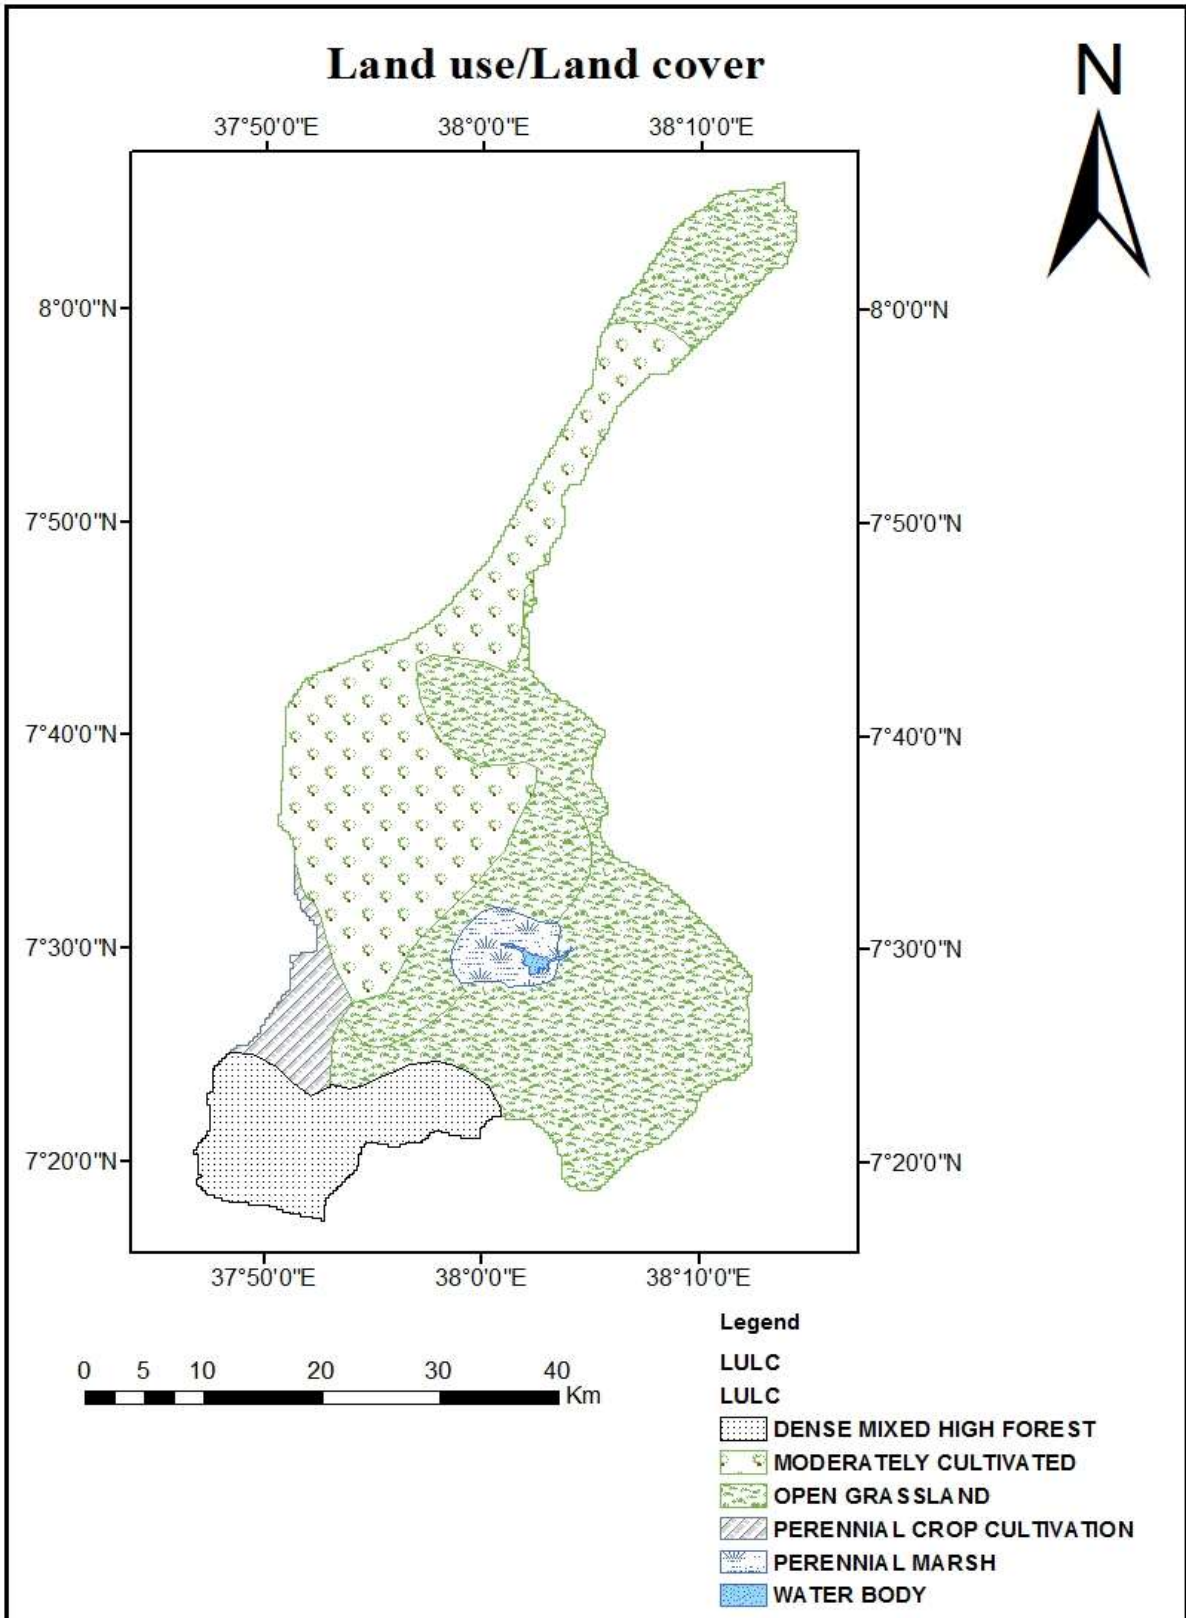 Land use/Land cover
N
37°50'0"E 38°0'0"E 38°10'0"E
8°0'0"N 8°0'0"N
7°50'0"N 7°50'0"N
7°40'0"N 7°40'0"N
7°30'0"N 7°30'0"N
7°20'0"N 7°20'0"N
37°50'0"E 38°0'0"E 38°10'0"E
0 5 10 20 30 40
Km
Legend
LULC
LULC
DENSE MIXED HIGH FOREST
MODERATELY CULTIVATED
OPEN GRASSLAND
PERENNIAL CROP CULTIVATION
PERENNIAL MARSH
WATER BODY